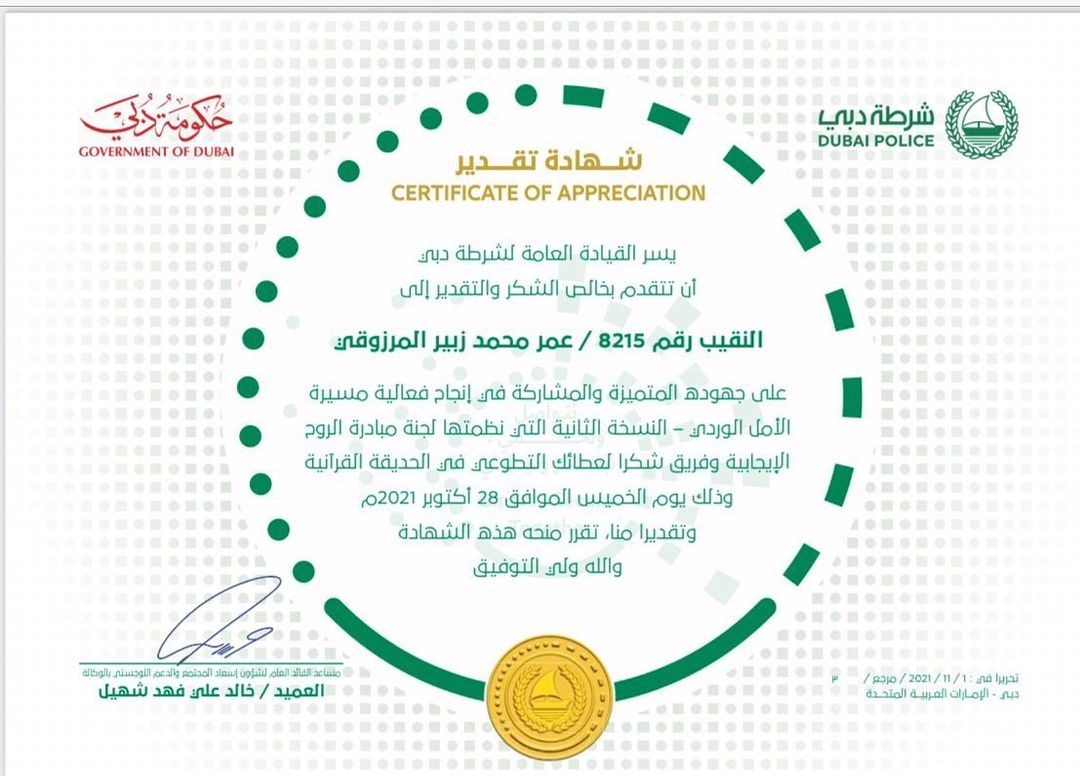 حكومة دبي
GOVERNMENT OF DUBAI
شرطة دبي
DUBAI POLICE
شهادة تقدير
CERTIFICATE OF APPRECIATION
يسر القيادة العامة لشرطة دبي
أن تتقدم بخالص الشكر والتقدير إلى
النقيب رقم 8215 / عمر محمد زبير المرزوقي
على جهوده المتميزة والمشاركة في إنجاح فعالية مسيرة
الأمل الوردي – النسخة الثانية التي نظمتها لجنة مبادرة الروح
الإيجابية وفريق شكرا لعطائك التطوعي في الحديقة القرآنية
وذلك يوم الخميس الموافق 28 أكتوبر 2021م
وتقديرا منا، تقرر منحه هذه الشهادة
والله ولي التوفيق
مساعد القائد العام لشؤون إسعاد المجتمع والدعم اللوجستي بالوكالة
العميد / خالد علي فهد شهيل
تحريرا في : 1 / 11 / 2021 / مرجع / ٣
دبي - الإمارات العربية المتحدة